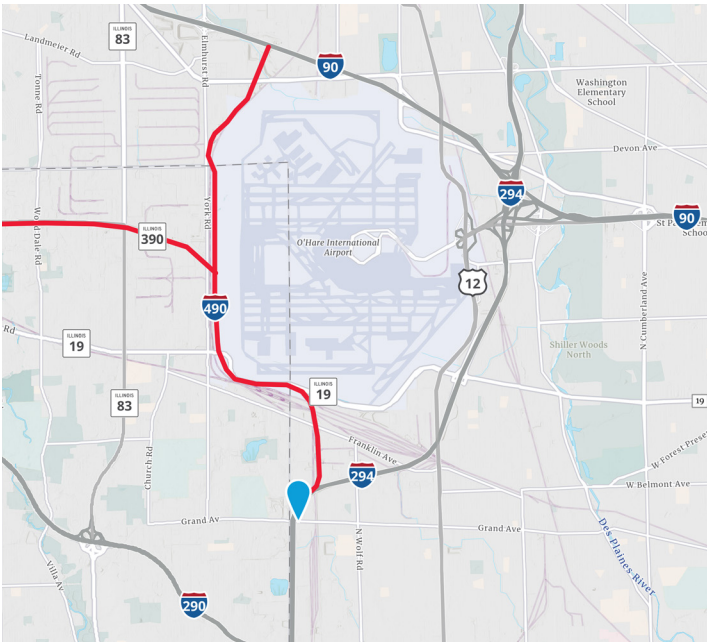 Landmeier Rd
ILLINOIS
83
Elmhurst Rd
90
Washington
Elementary
School
Tonne Rd
Devon Ave
294
Wood Dale Rd
York Rd
90
ILLINOIS
390
O'Hare International
Airport
12
490
N Cumberland Ave
Rd
ILLINOIS
19
Shiller Woods
North
ILLINOIS
83
ILLINOIS
19
19
Church Rd
Franklin Ave
294
W Forest Prese
W Belmont Ave
Grand Av
Grand Ave
N Wolf Rd
Des Plaines River
Villa Av
290